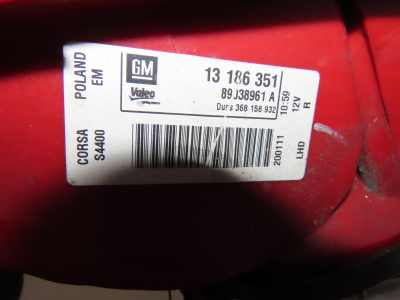 POLAND
EM
GM
13 186 351
Valeo
89J38961 A
Durs 368 158 932
10:59
12V
R
CORSA
S4400
200111
LHD